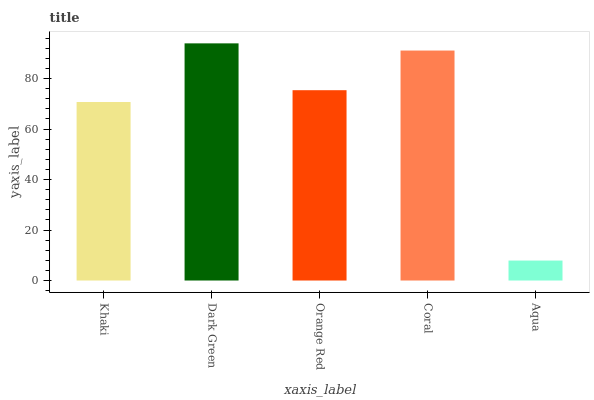 title
yaxis_label
80
60
40
20
0
Khaki
Dark Green
Orange Red
Coral
Aqua
xaxis_label